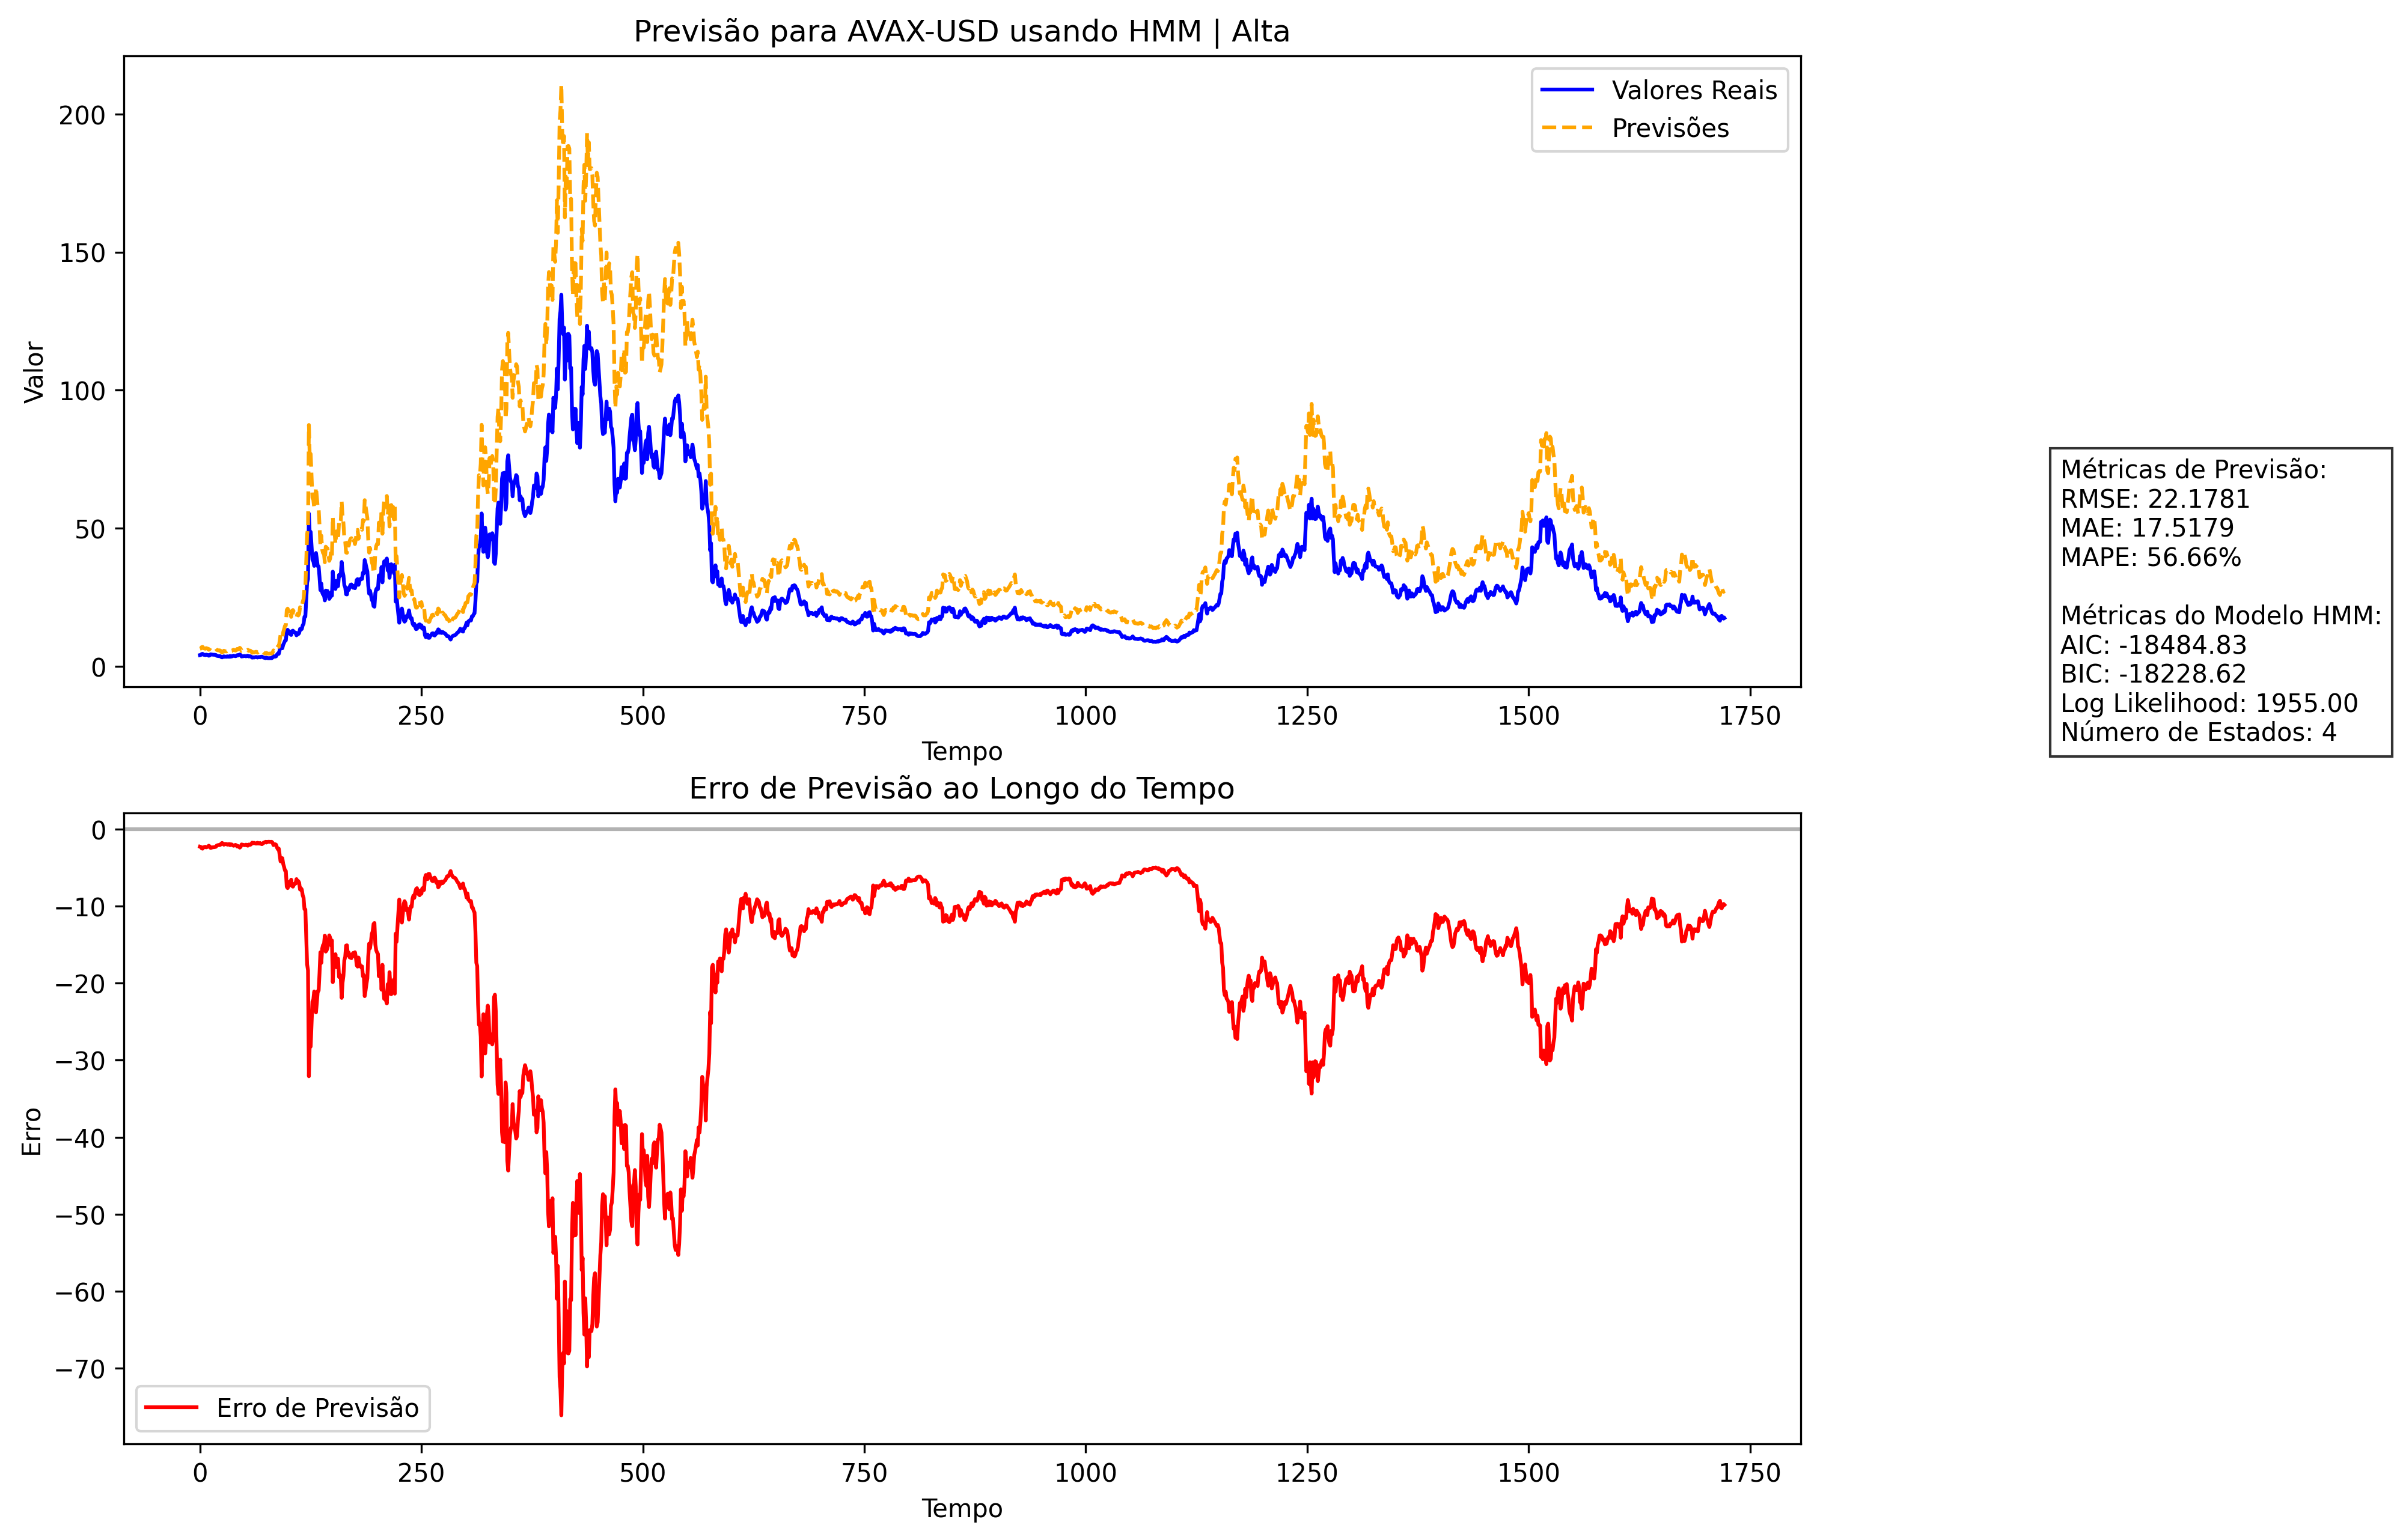 Previsão para AVAX-USD usando HMM | Alta
Valor
200
150
100
50
0
Valores Reais
Previsões
0 250 500 750 1000 1250 1500 1750
Tempo
Métricas de Previsão:
RMSE: 22.1781
MAE: 17.5179
MAPE: 56.66%
Métricas do Modelo HMM:
AIC: -18484.83
BIC: -18228.62
Log Likelihood: 1955.00
Número de Estados: 4
Erro de Previsão ao Longo do Tempo
Erro
0
−10
−20
−30
−40
−50
−60
−70
Erro de Previsão
0 250 500 750 1000 1250 1500 1750
Tempo